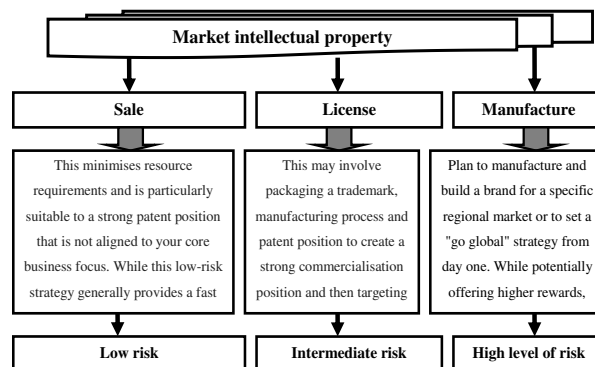 Market intellectual property
Sale
License
Manufacture
This minimises resource
requirements and is particularly
suitable to a strong patent position
that is not aligned to your core
business focus. While this low-risk
strategy generally provides a fast
This may involve
packaging a trademark,
manufacturing process and
patent position to create a
strong commercialisation
position and then targeting
Plan to manufacture and
build a brand for a specific
regional market or to set a
"go global" strategy from
day one. While potentially
offering higher rewards,
Low risk
Intermediate risk
High level of risk